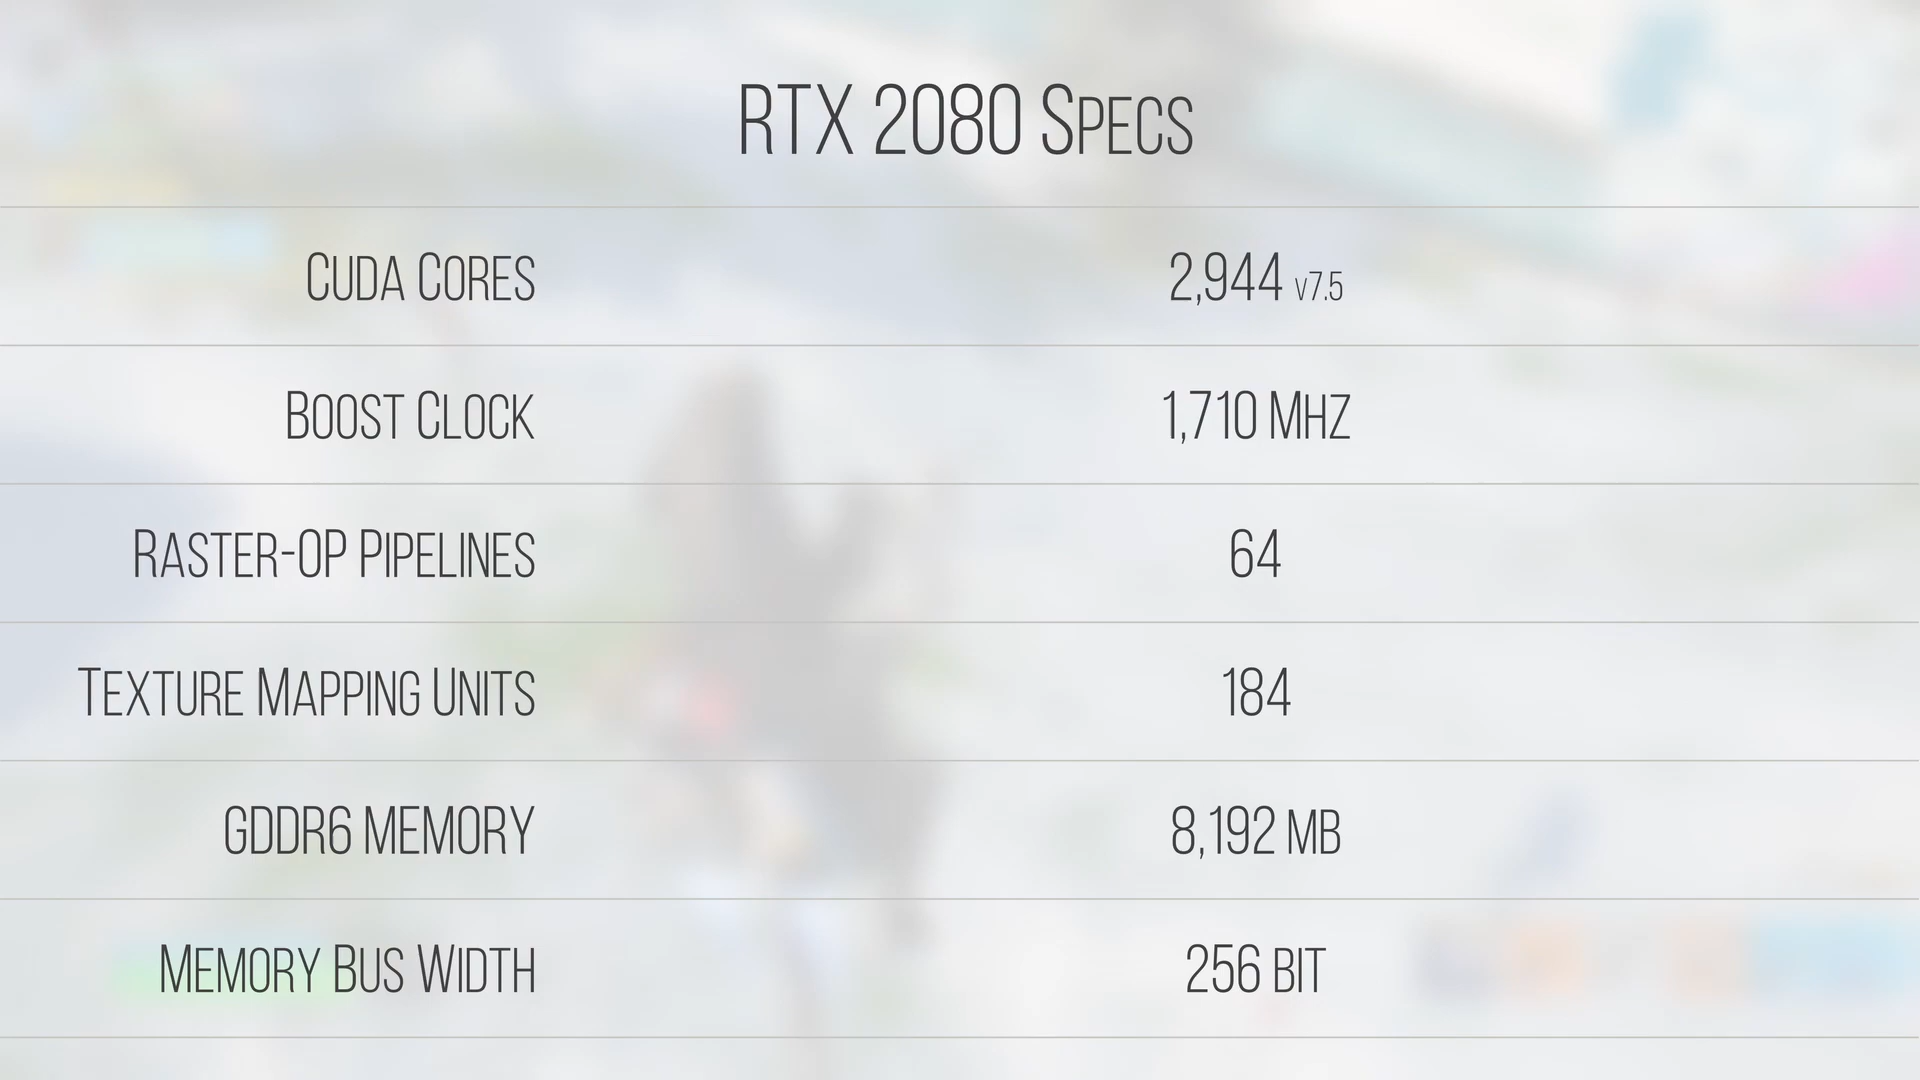 RTX 2080 Specs
Cuda Cores 2,944 v7.5
Boost Clock 1,710 MHz
Raster-OP Pipelines 64
Texture Mapping Units 184
GDDR6 MEMORY 8,192 MB
Memory Bus Width 256 BIT